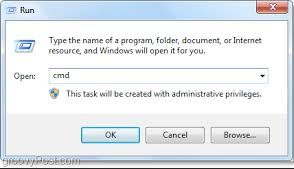 Run
Type the name of a program, folder, document, or Internet
resource, and Windows will open it for you.
Open: cmd
This task will be created with administrative privileges.
OK Cancel Browse...
groovyPost.com